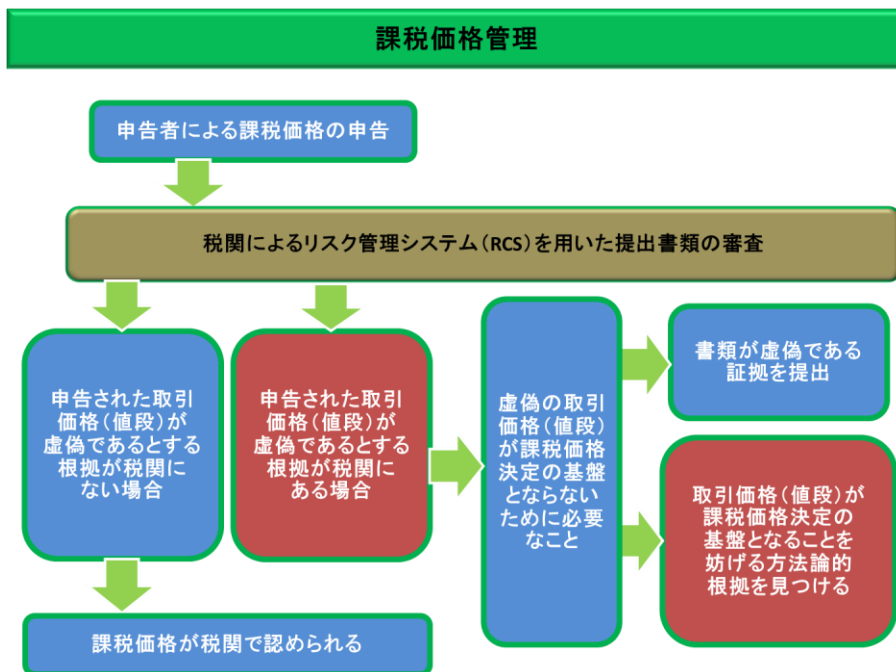 課税価格管理
申告者による課税価格の申告
税関によるリスク管理システム（RCS）を用いた提出書類の審査
申告された取引
価格（値段）が
虚偽であるとする
根拠が税関に
ない場合
申告された取引
価格（値段）が
虚偽であるとする
根拠が税関に
ある場合
虚偽の取引
価格（値段）
が課税価格
決定の基盤
とならない
ために必要
なこと
書類が虚偽である
証拠を提出
取引価格（値段）が
課税価格決定の
基盤となることを
妨げる方法論的
根拠を見つける
課税価格が税関で認められる